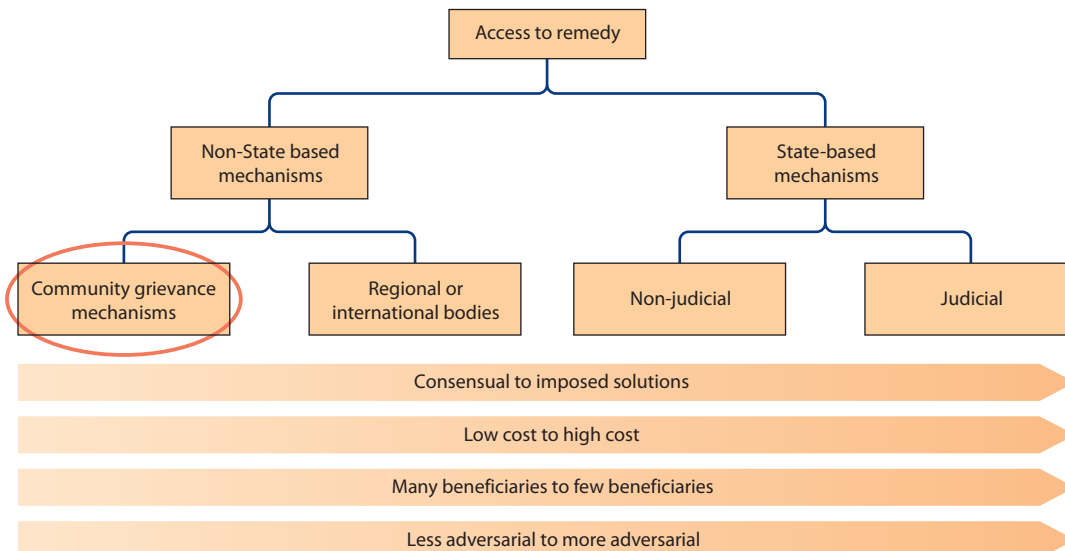 Access to remedy
Non-State based
mechanisms
State-based
mechanisms
Community grievance
mechanisms
Regional or
international bodies
Non-judicial
Judicial
Consensual to imposed solutions
Low cost to high cost
Many beneficiaries to few beneficiaries
Less adversarial to more adversarial